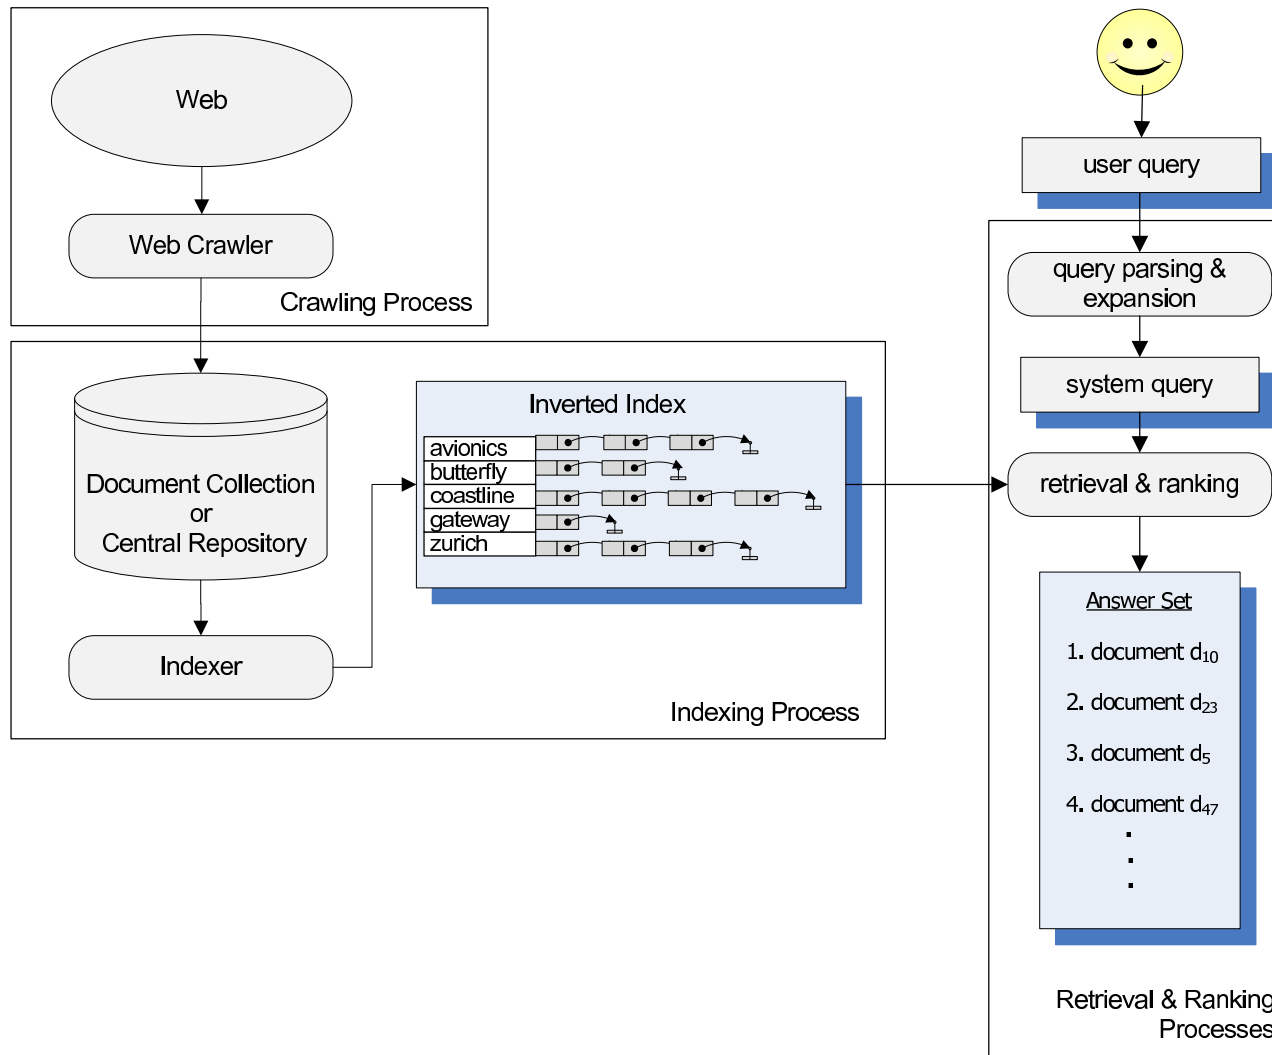 Web
Web Crawler
Crawling Process
Document Collection
or
Central Repository
Indexer
Inverted Index
avionics
butterfly
coastline
gateway
zurich
Indexing Process
user query
query parsing &
expansion
system query
retrieval & ranking
Answer Set
1. document d10
2. document d23
3. document d5
4. document d47
.
.
.
Retrieval & Ranking
Processes